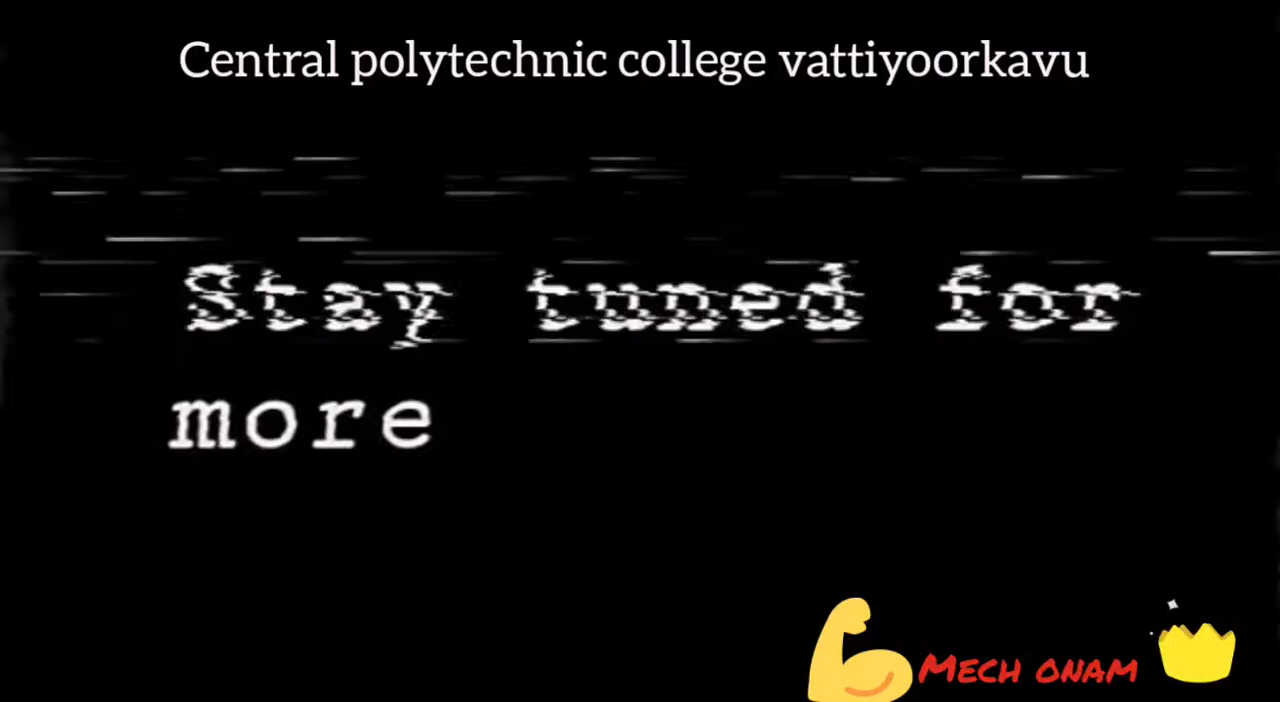 Central polytechnic college vattiyoorkavu
Stay tuned for
more
MECH ONAM